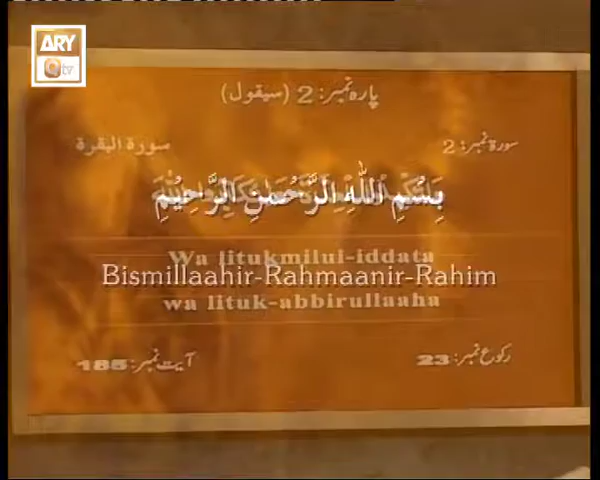 ARY
Qtv
پارہ نمبر: 2 (سیقول)
سورۃ نمبر: 2
سورۃ البقرۃ
بِسْمِ اللّٰهِ الرَّحْمٰنِ الرَّحِيْمِ
Wa litukmilui-iddata
Bismillaahir-Rahmaanir-Rahim
wa lituk-abbirullaaha
رکوع نمبر: 23
آیت نمبر: 185